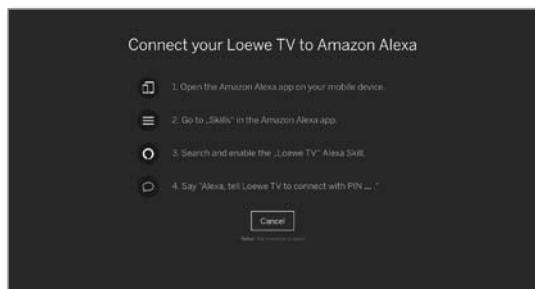 Connect your Loewe TV to Amazon Alexa
1. Open the Amazon Alexa app on your mobile device.
2. Go to „Skills“ in the Amazon Alexa app.
3. Search and enable the „Loewe TV“ Alexa Skill.
4. Say "Alexa, tell Loewe TV to connect with PIN ... ."
Cancel